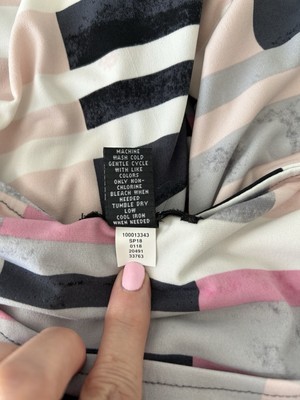 MACHINE
WASH COLD
GENTLE CYCLE
WITH LIKE
COLORS
ONLY NON-
CHLORINE
BLEACH WHEN
NEEDED
TUMBLE DRY
LOW
COOL IRON
WHEN NEEDED
100013343
SP18
0118
20491
33763